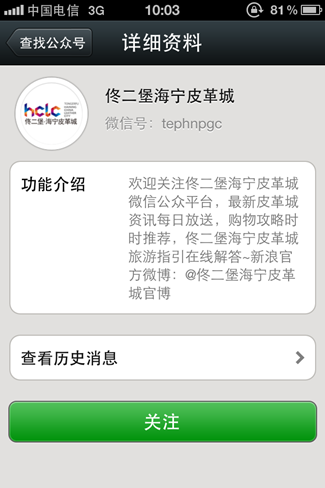 中国电信 3G 10:03 81%
查找公众号 详细资料
hclc
佟二堡·海宁皮革城
佟二堡海宁皮革城
微信号：tephnpgc
功能介绍
欢迎关注佟二堡海宁皮革城
微信公众平台，最新皮革城
资讯每日放送，购物攻略时
时推荐，佟二堡海宁皮革城
旅游指引在线解答~新浪官
方微博：@佟二堡海宁皮革
城官博
查看历史消息
关注